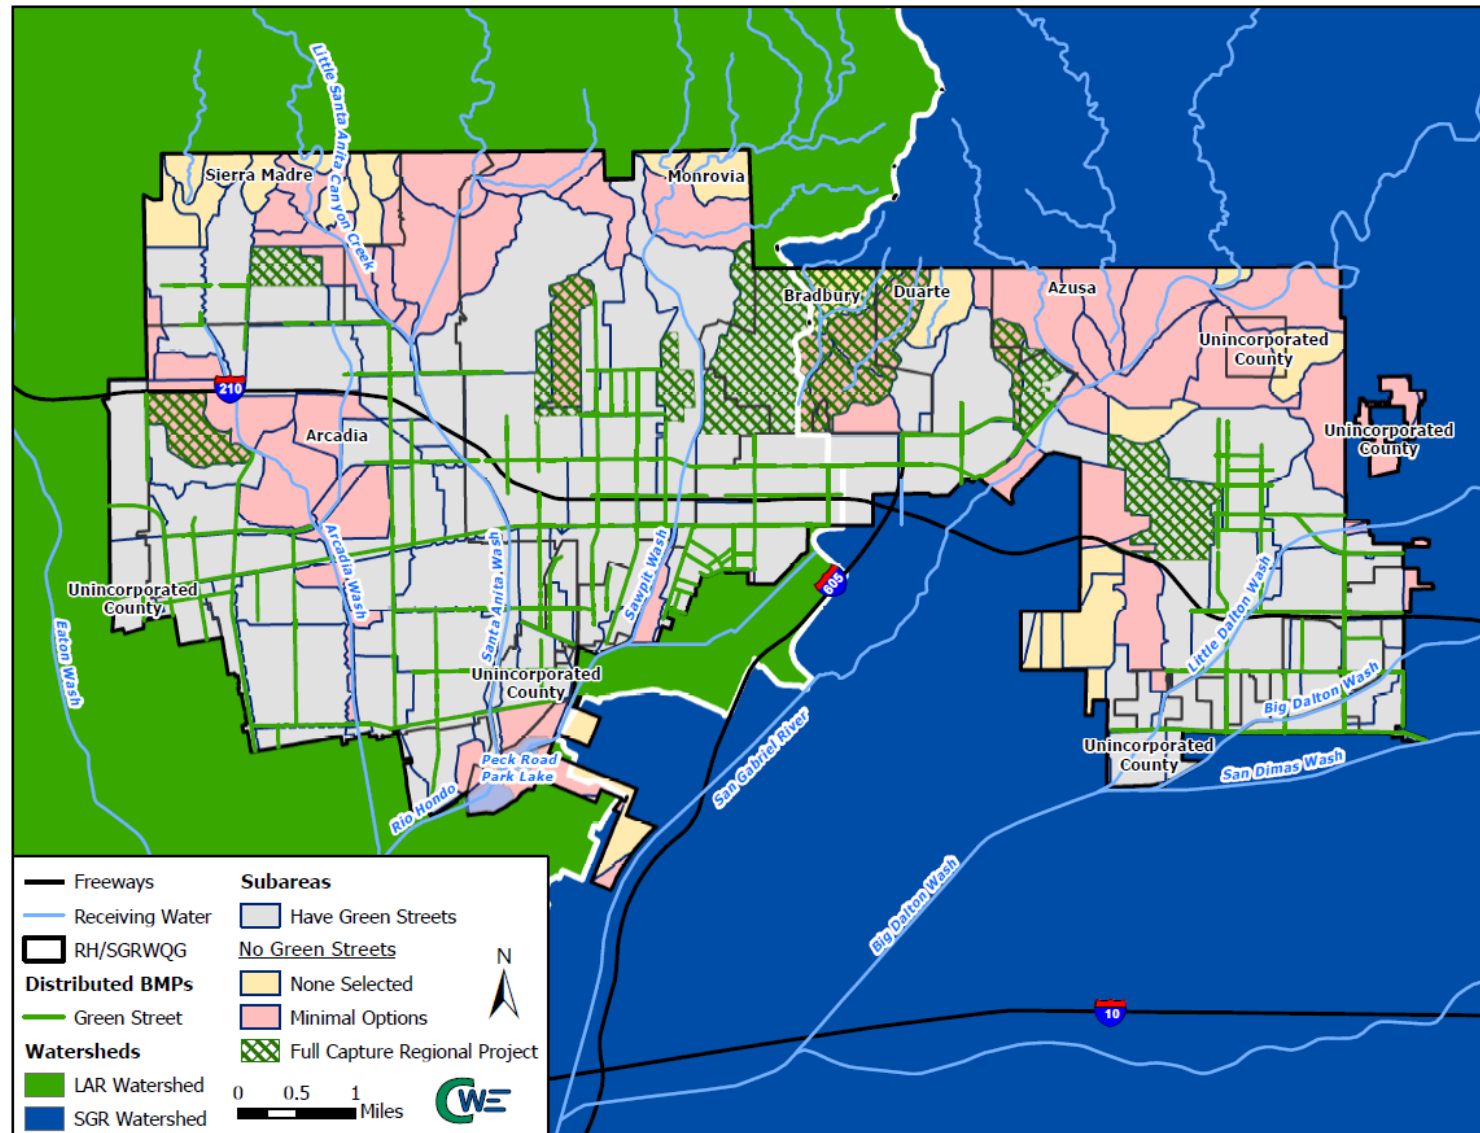 Little Santa Anita Canyon Creek
Sierra Madre
Monrovia
Bradbury
Duarte
Azusa
Unincorporated
County
Unincorporated
County
210
Arcadia
Arcadia Wash
Santa Anita Wash
Sawpit Wash
605
Little Dalton Wash
Unincorporated
County
Eaton Wash
Unincorporated
County
Big Dalton Wash
San Gabriel River
Unincorporated
County
San Dimas Wash
Peck Road
Park Lake
Rio Hondo
Big Dalton Wash
10
Freeways
Receiving Water
RH/SGRWQG
Distributed BMPs
Green Street
Watersheds
LAR Watershed
SGR Watershed
Subareas
Have Green Streets
No Green Streets
None Selected
Minimal Options
Full Capture Regional Project
N
0 0.5 1
Miles
CWE